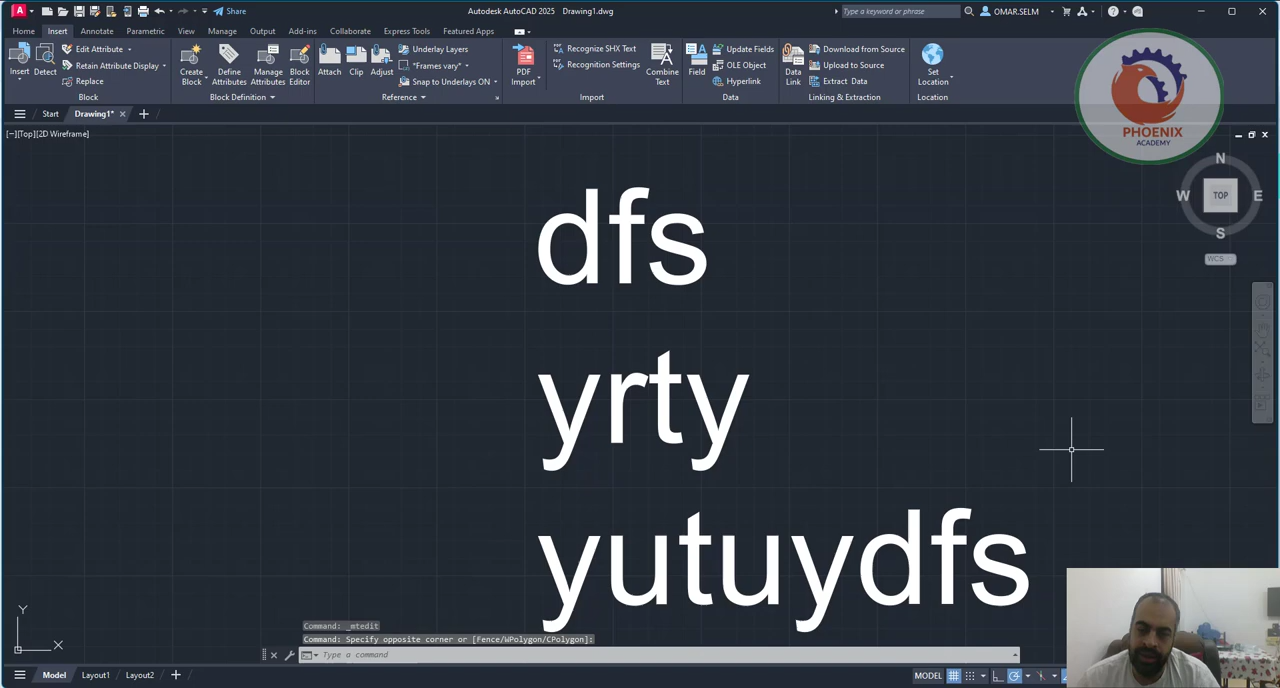 Share
Autodesk AutoCAD 2025 Drawing1.dwg
Type a keyword or phrase
OMAR.SELM
Home Insert Annotate Parametric View Manage Output Add-ins Collaborate Express Tools Featured Apps
Insert
Detect
Edit Attribute
Retain Attribute Display
Replace
Block
Create Block
Define Attributes
Manage Attributes
Block Editor
Block Definition
Attach
Clip
Adjust
Underlay Layers
*Frames vary*
Snap to Underlays ON
Reference
PDF Import
Recognize SHX Text
Recognition Settings
Combine Text
Import
Field
Update Fields
OLE Object
Hyperlink
Data
Data Link
Download from Source
Upload to Source
Extract Data
Linking & Extraction
Set Location
Location
PHOENIX
ACADEMY
Start Drawing1*
[−][Top][2D Wireframe]
N
W TOP E
S
WCS
dfs
yrty
yutuydfs
Y
X
Command: _mtedit
Command: Specify opposite corner or [Fence/WPolygon/CPolygon]:
Type a command
Model Layout1 Layout2
MODEL